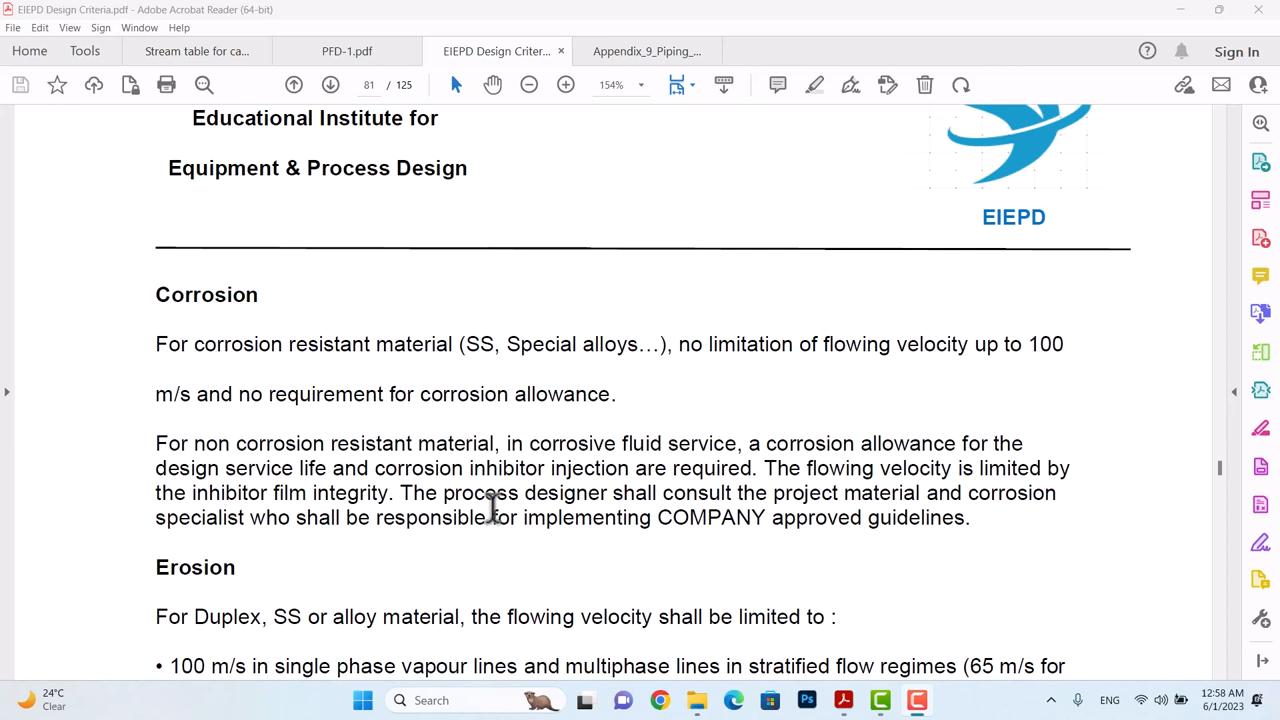 EIEPD Design Criteria.pdf - Adobe Acrobat Reader (64-bit)
File Edit View Sign Window Help
Home Tools Stream table for ca... PFD-1.pdf EIEPD Design Criter... × Appendix_9_Piping_... Sign In
81 / 125 154%
Educational Institute for
Equipment & Process Design
EIEPD
Corrosion
For corrosion resistant material (SS, Special alloys…), no limitation of flowing velocity up to 100
m/s and no requirement for corrosion allowance.
For non corrosion resistant material, in corrosive fluid service, a corrosion allowance for the
design service life and corrosion inhibitor injection are required. The flowing velocity is limited by
the inhibitor film integrity. The process designer shall consult the project material and corrosion
specialist who shall be responsible for implementing COMPANY approved guidelines.
Erosion
For Duplex, SS or alloy material, the flowing velocity shall be limited to :
• 100 m/s in single phase vapour lines and multiphase lines in stratified flow regimes (65 m/s for
24°C
Clear
Search
Ps
ENG
12:58 AM
6/1/2023